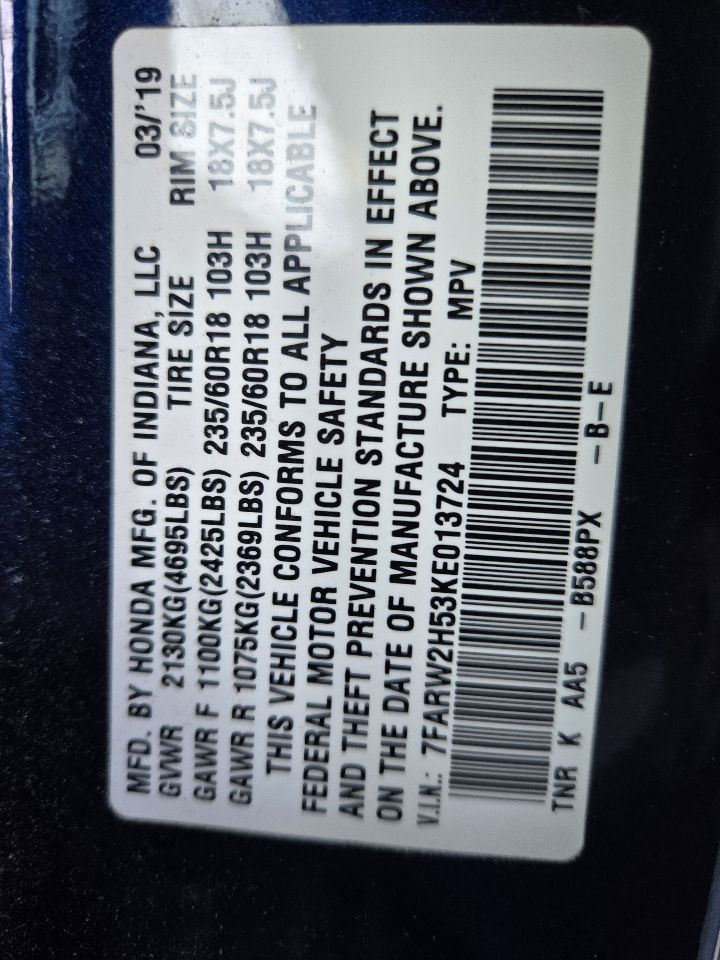 MFD. BY HONDA MFG. OF INDIANA, LLC 03/'19
GVWR 2130KG(4695LBS) TIRE SIZE RIM SIZE
GAWR F 1100KG(2425LBS) 235/60R18 103H 18X7.5J
GAWR R 1075KG(2369LBS) 235/60R18 103H 18X7.5J
THIS VEHICLE CONFORMS TO ALL APPLICABLE
FEDERAL MOTOR VEHICLE SAFETY
AND THEFT PREVENTION STANDARDS IN EFFECT
ON THE DATE OF MANUFACTURE SHOWN ABOVE.
V.I.N.: 7FARW2H53KE013724 TYPE: MPV
TNR K AA5 -B588PX -B-E